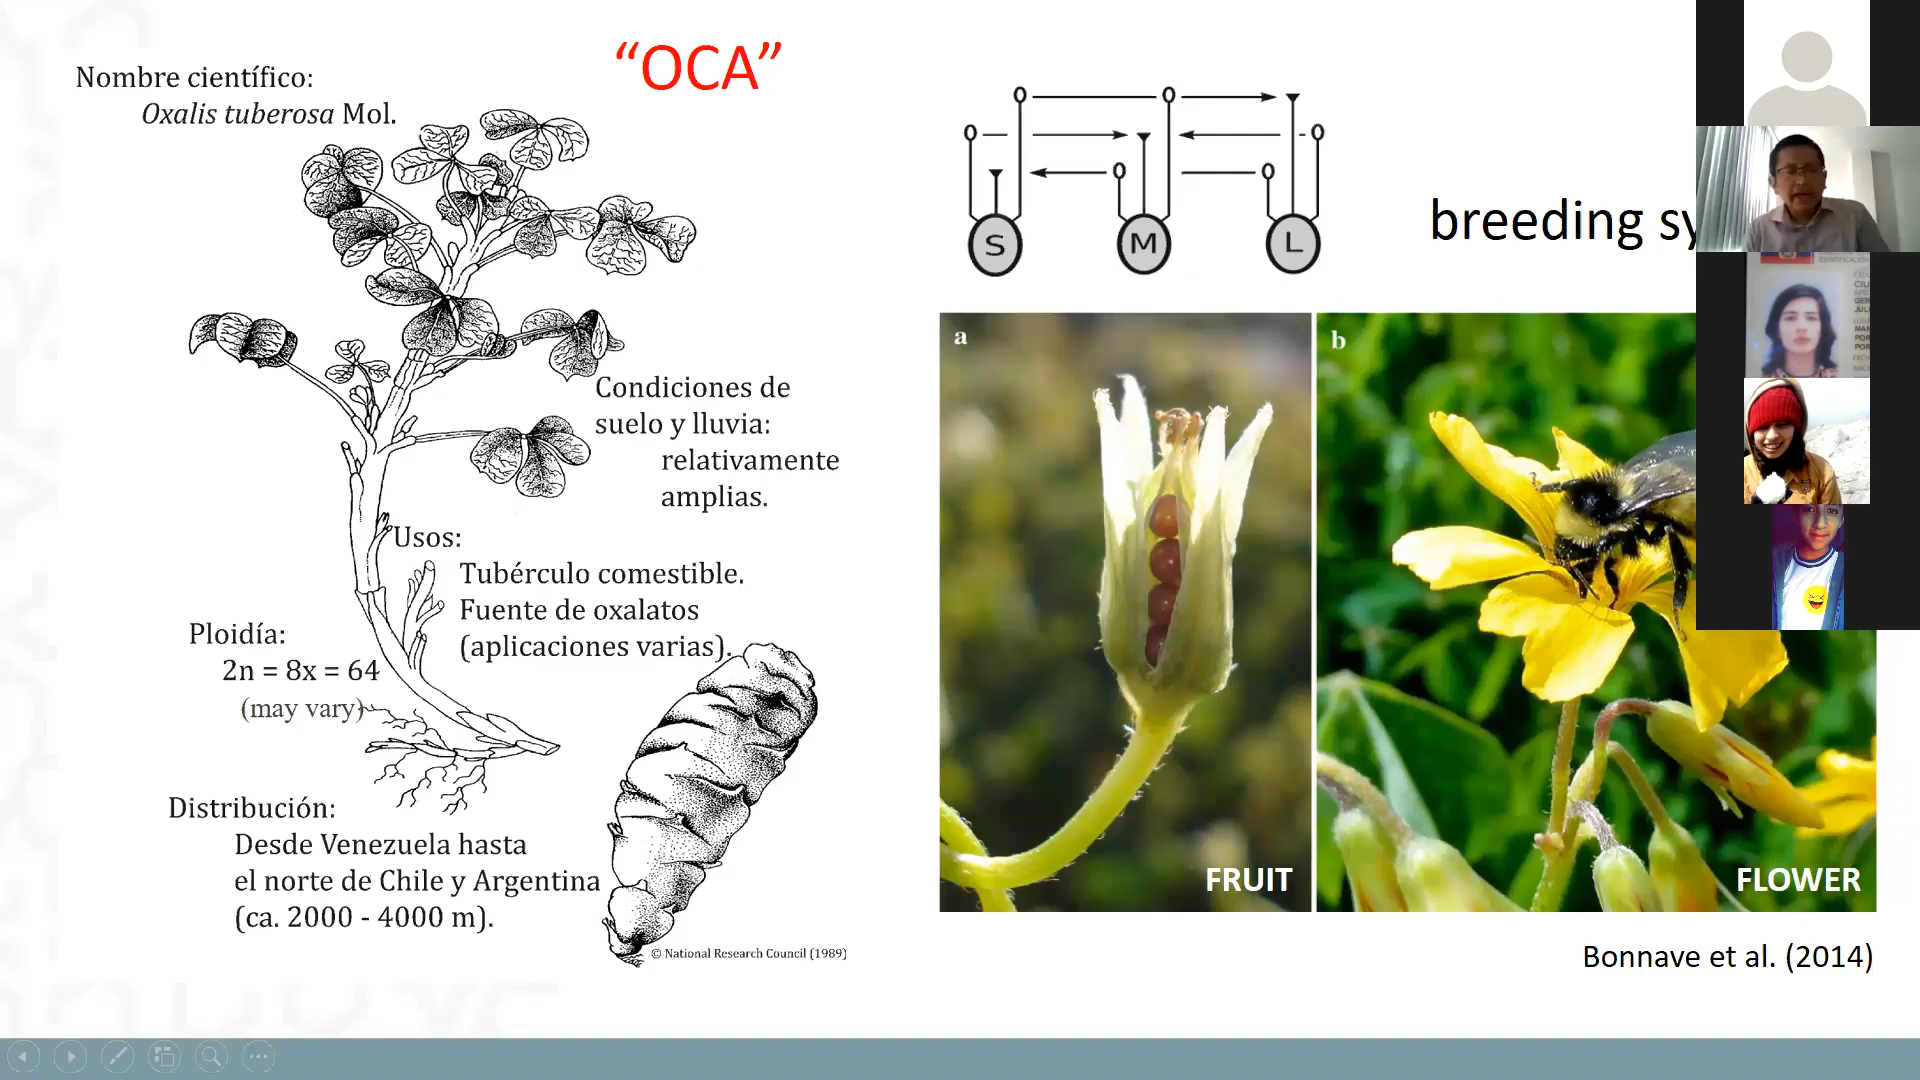 “OCA”
Nombre científico:
Oxalis tuberosa Mol.
Condiciones de
suelo y lluvia:
relativamente
amplias.
Usos:
Tubérculo comestible.
Fuente de oxalatos
(aplicaciones varias).
Ploidía:
2n = 8x = 64
(may vary)
Distribución:
Desde Venezuela hasta
el norte de Chile y Argentina
(ca. 2000 - 4000 m).
© National Research Council (1989)
S M L
breeding
a
FRUIT
b
FLOWER
Bonnave et al. (2014)